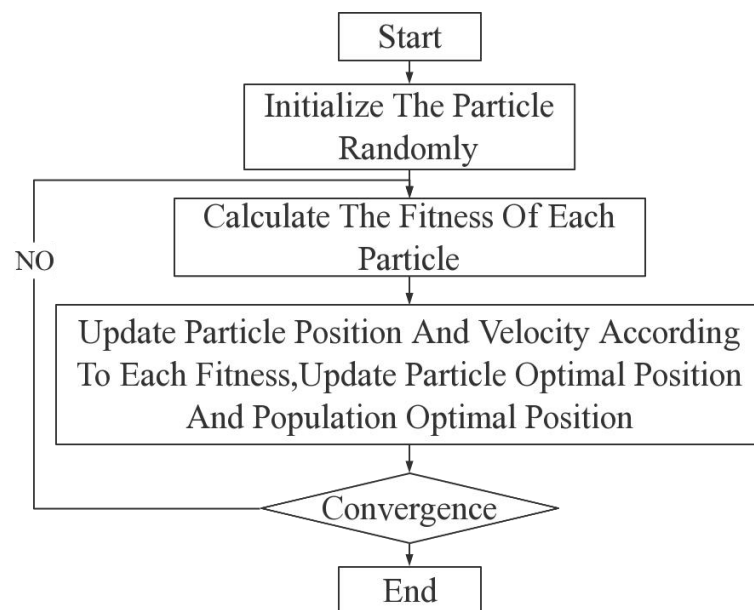 Start
Initialize The Particle
Randomly
Calculate The Fitness Of Each
Particle
NO
Update Particle Position And Velocity According
To Each Fitness,Update Particle Optimal Position
And Population Optimal Position
Convergence
End